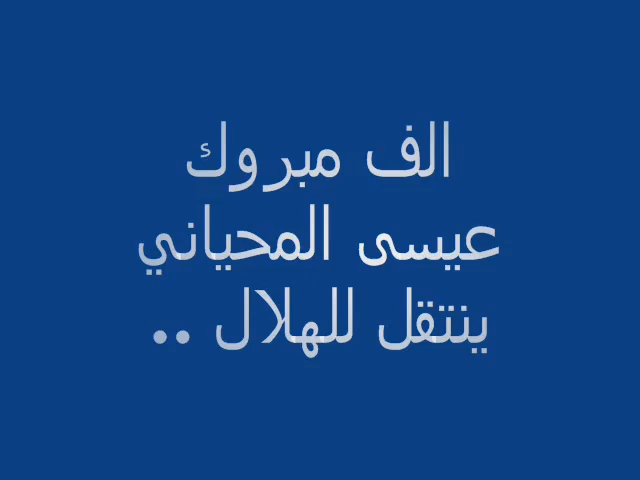 الف مبروك
عيسى المحياني
ينتقل للهلال ..